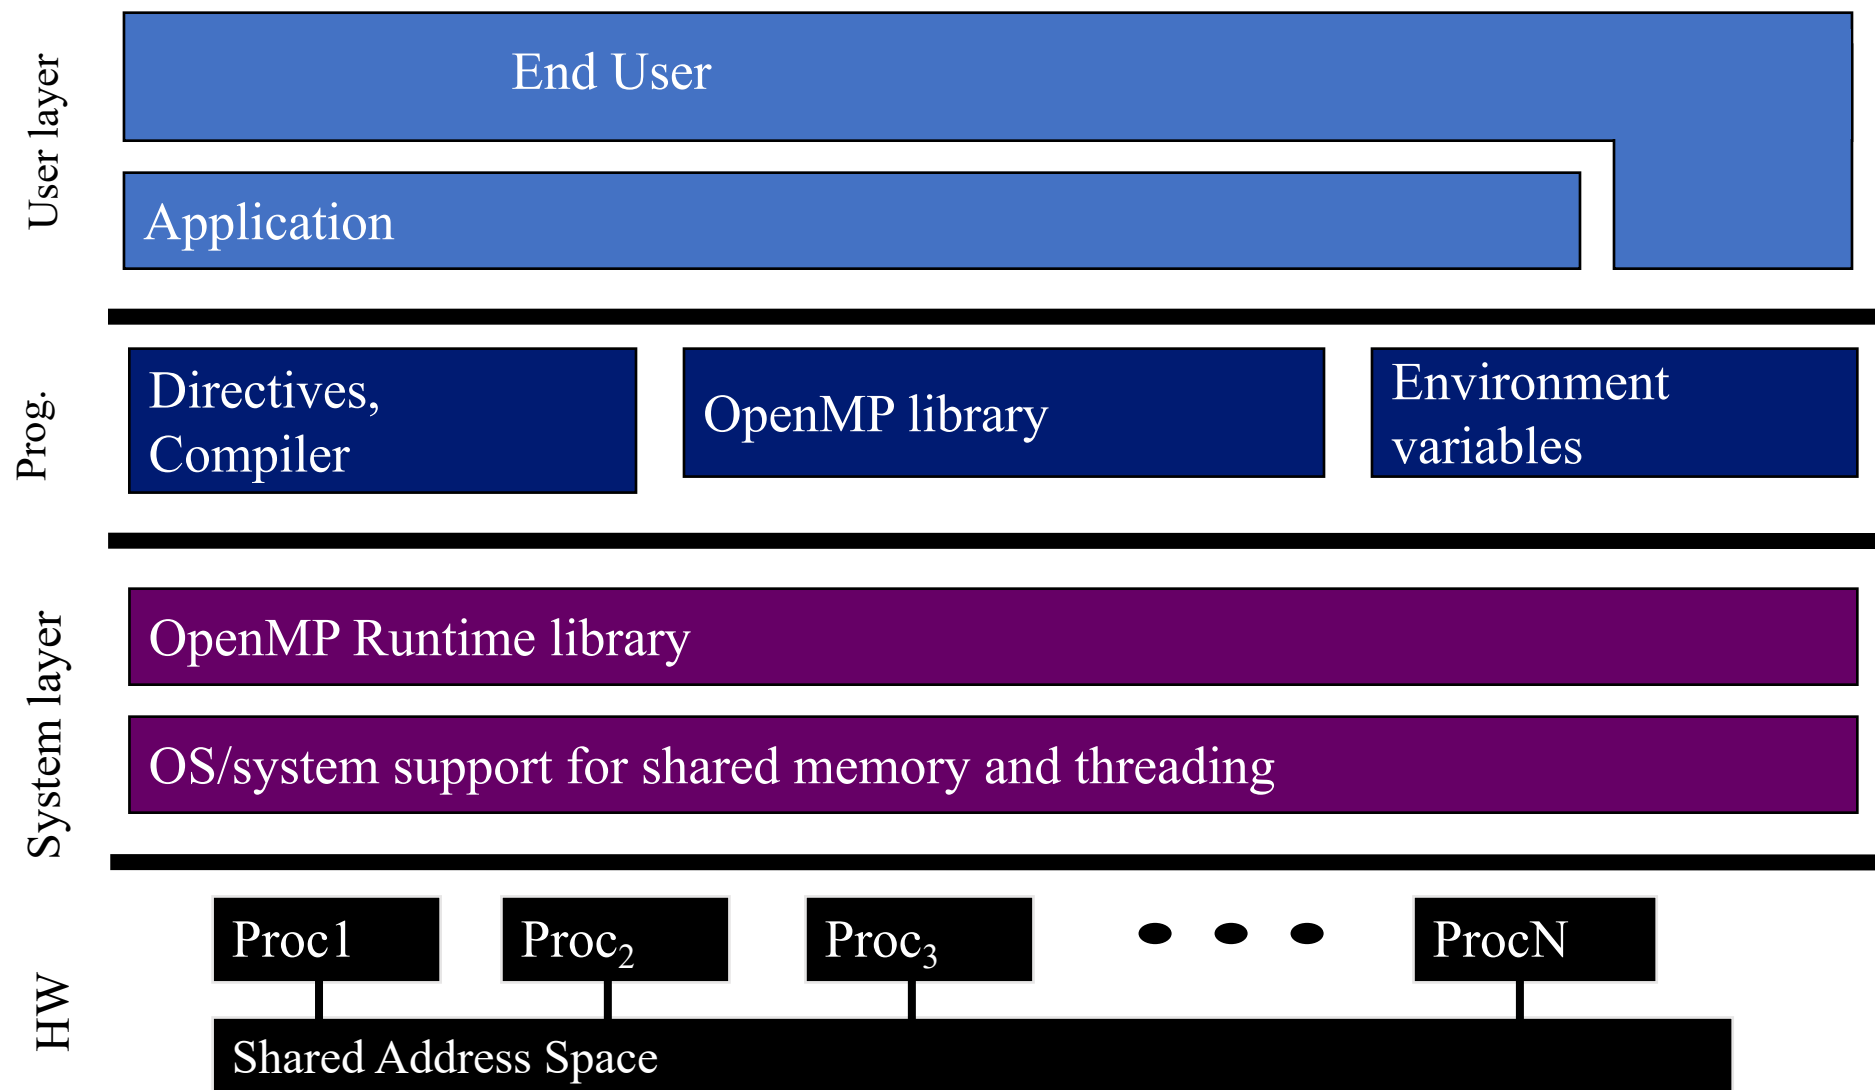 User layer
End User
Application
Prog.
Directives,
Compiler
OpenMP library
Environment
variables
System layer
OpenMP Runtime library
OS/system support for shared memory and threading
HW
Proc1
Proc₂
Proc₃
ProcN
Shared Address Space